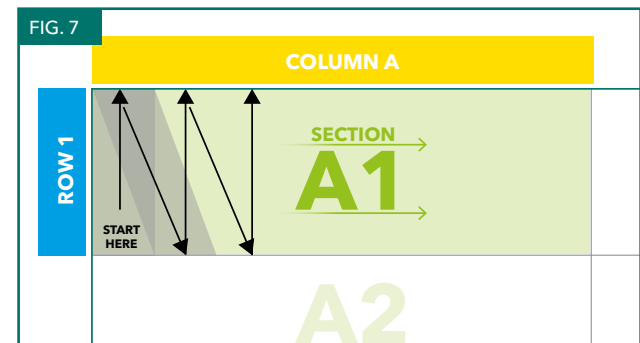 FIG. 7
COLUMN A
ROW 1
SECTION
A1
START
HERE
A2